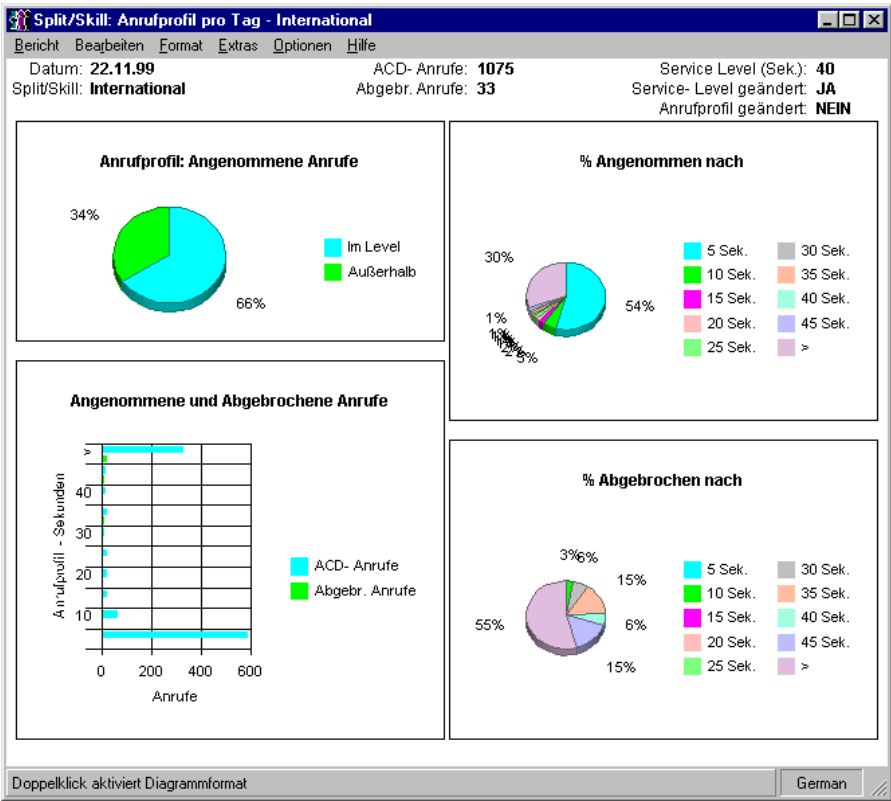 Split/Skill: Anrufprofil pro Tag - International
Bericht Bearbeiten Format Extras Optionen Hilfe
Datum: 22.11.99 ACD- Anrufe: 1075 Service Level (Sek.): 40
Split/Skill: International Abgebr. Anrufe: 33 Service- Level geändert: JA
Anrufprofil geändert: NEIN
Anrufprofil: Angenommene Anrufe
34%
66%
Im Level
Außerhalb
% Angenommen nach
30%
54%
1%
5%
5 Sek. 30 Sek.
10 Sek. 35 Sek.
15 Sek. 40 Sek.
20 Sek. 45 Sek.
25 Sek. >
Angenommene und Abgebrochene Anrufe
Anrufprofil - Sekunden
>
40
30
20
10
0 200 400 600
Anrufe
ACD- Anrufe
Abgebr. Anrufe
% Abgebrochen nach
3% 6%
15%
6%
15%
55%
5 Sek. 30 Sek.
10 Sek. 35 Sek.
15 Sek. 40 Sek.
20 Sek. 45 Sek.
25 Sek. >
Doppelklick aktiviert Diagrammformat German